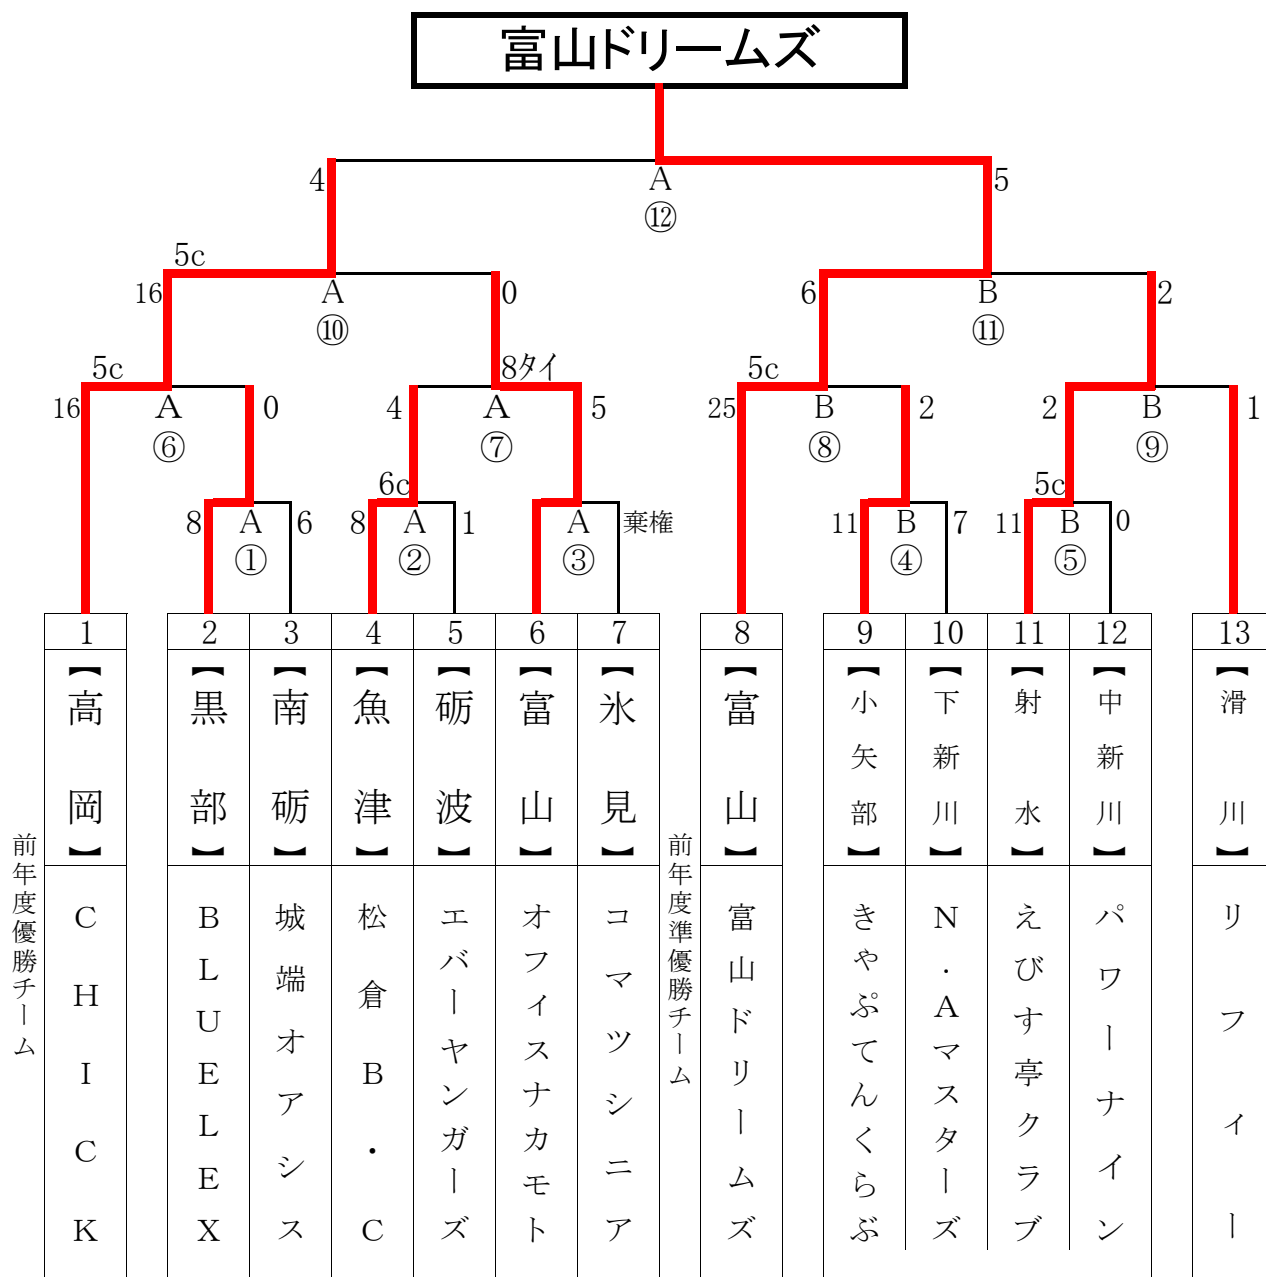 富山ドリームズ
4
A
5
⑫
5c
16
A
0
6
B
2
⑩
⑪
5c
8タイ
5c
16
A
0
4
A
5
25
B
2
2
B
1
⑥
⑦
⑧
⑨
6c
5c
8
A
6
8
A
1
A
棄権
11
B
7
11
B
0
①
②
③
④
⑤
1
2
3
4
5
6
7
8
9
10
11
12
13
【高岡】
【黒部】
【南砺】
【魚津】
【砺波】
【富山】
【氷見】
【富山】
【小矢部】
【下新川】
【射水】
【中新川】
【滑川】
前年度優勝チーム
CHICK
BLUELEX
城端オアシス
松倉B・C
エバーヤンガーズ
オフィスナカモト
コマツシニア
前年度準優勝チーム
富山ドリームズ
きゃぷてんくらぶ
N.Aマスターズ
えびす亭クラブ
パワーナイン
リフィー